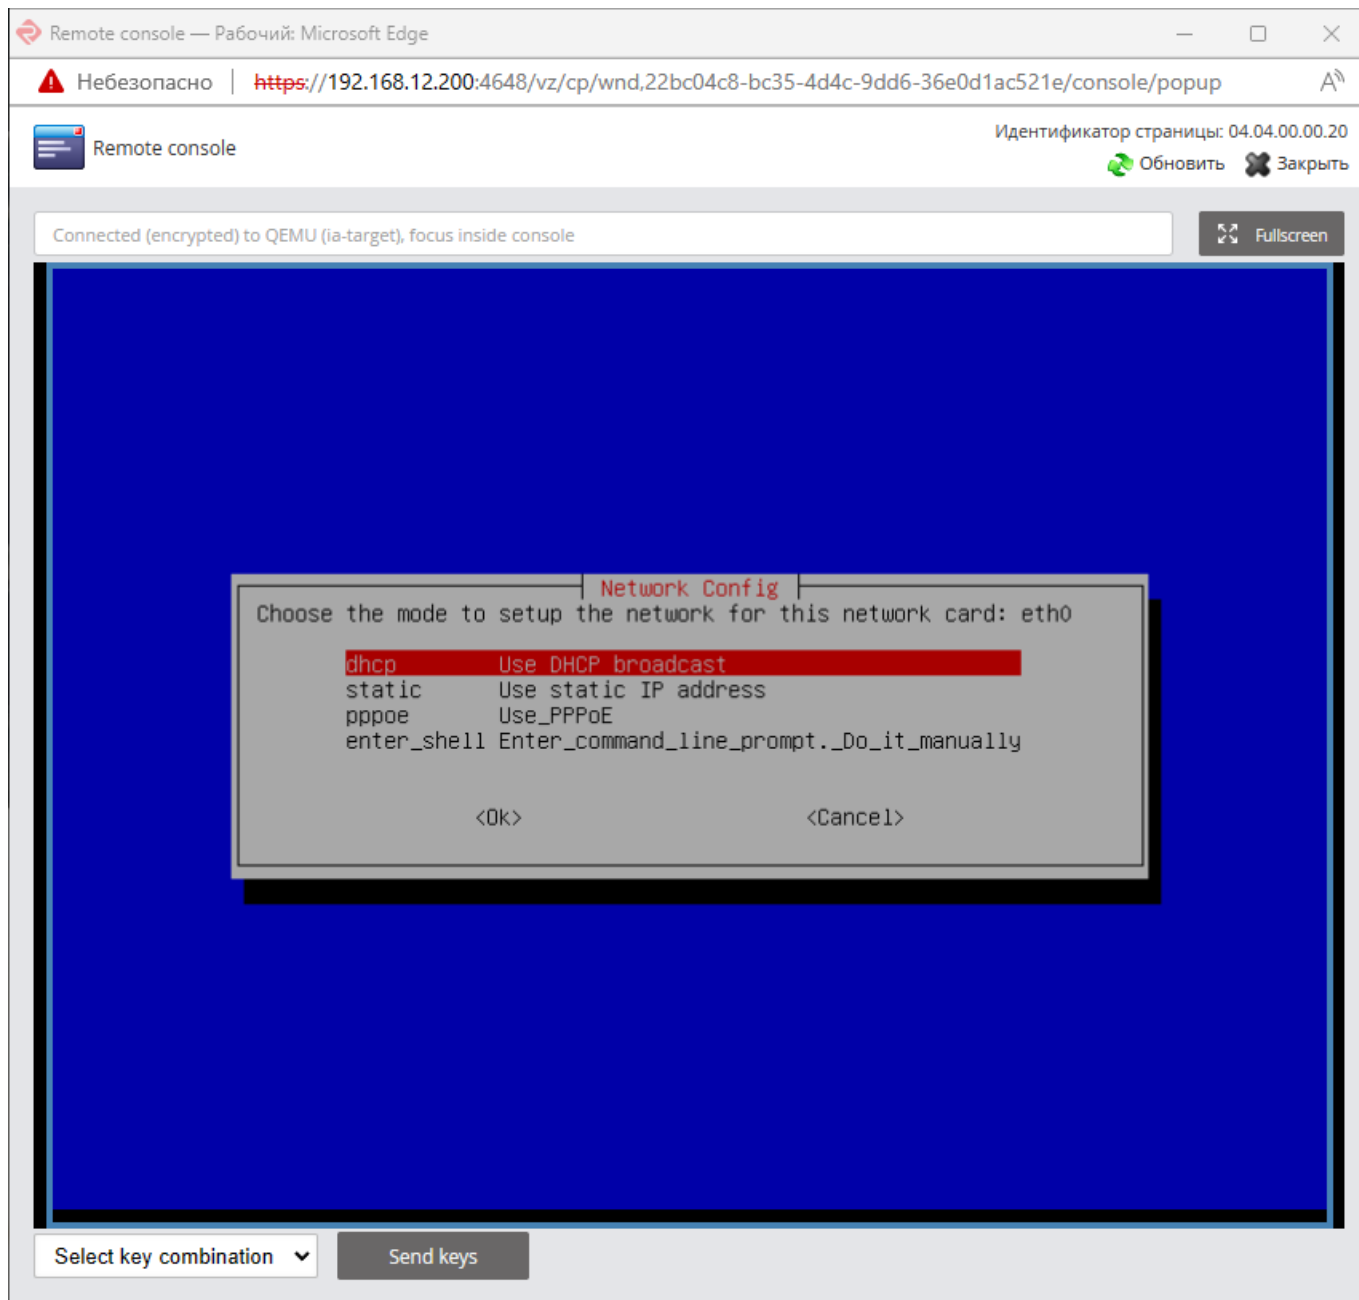 Remote console — Рабочий: Microsoft Edge
Небезопасно https://192.168.12.200:4648/vz/cp/wnd,22bc04c8-bc35-4d4c-9dd6-36e0d1ac521e/console/popup
Remote console
Идентификатор страницы: 04.04.00.00.20
Обновить Закрыть
Connected (encrypted) to QEMU (ia-target), focus inside console
Fullscreen
Network Config
Choose the mode to setup the network for this network card: eth0
dhcp Use DHCP broadcast
static Use static IP address
pppoe Use_PPPoE
enter_shell Enter_command_line_prompt._Do_it_manually
<Ok> <Cancel>
Select key combination Send keys